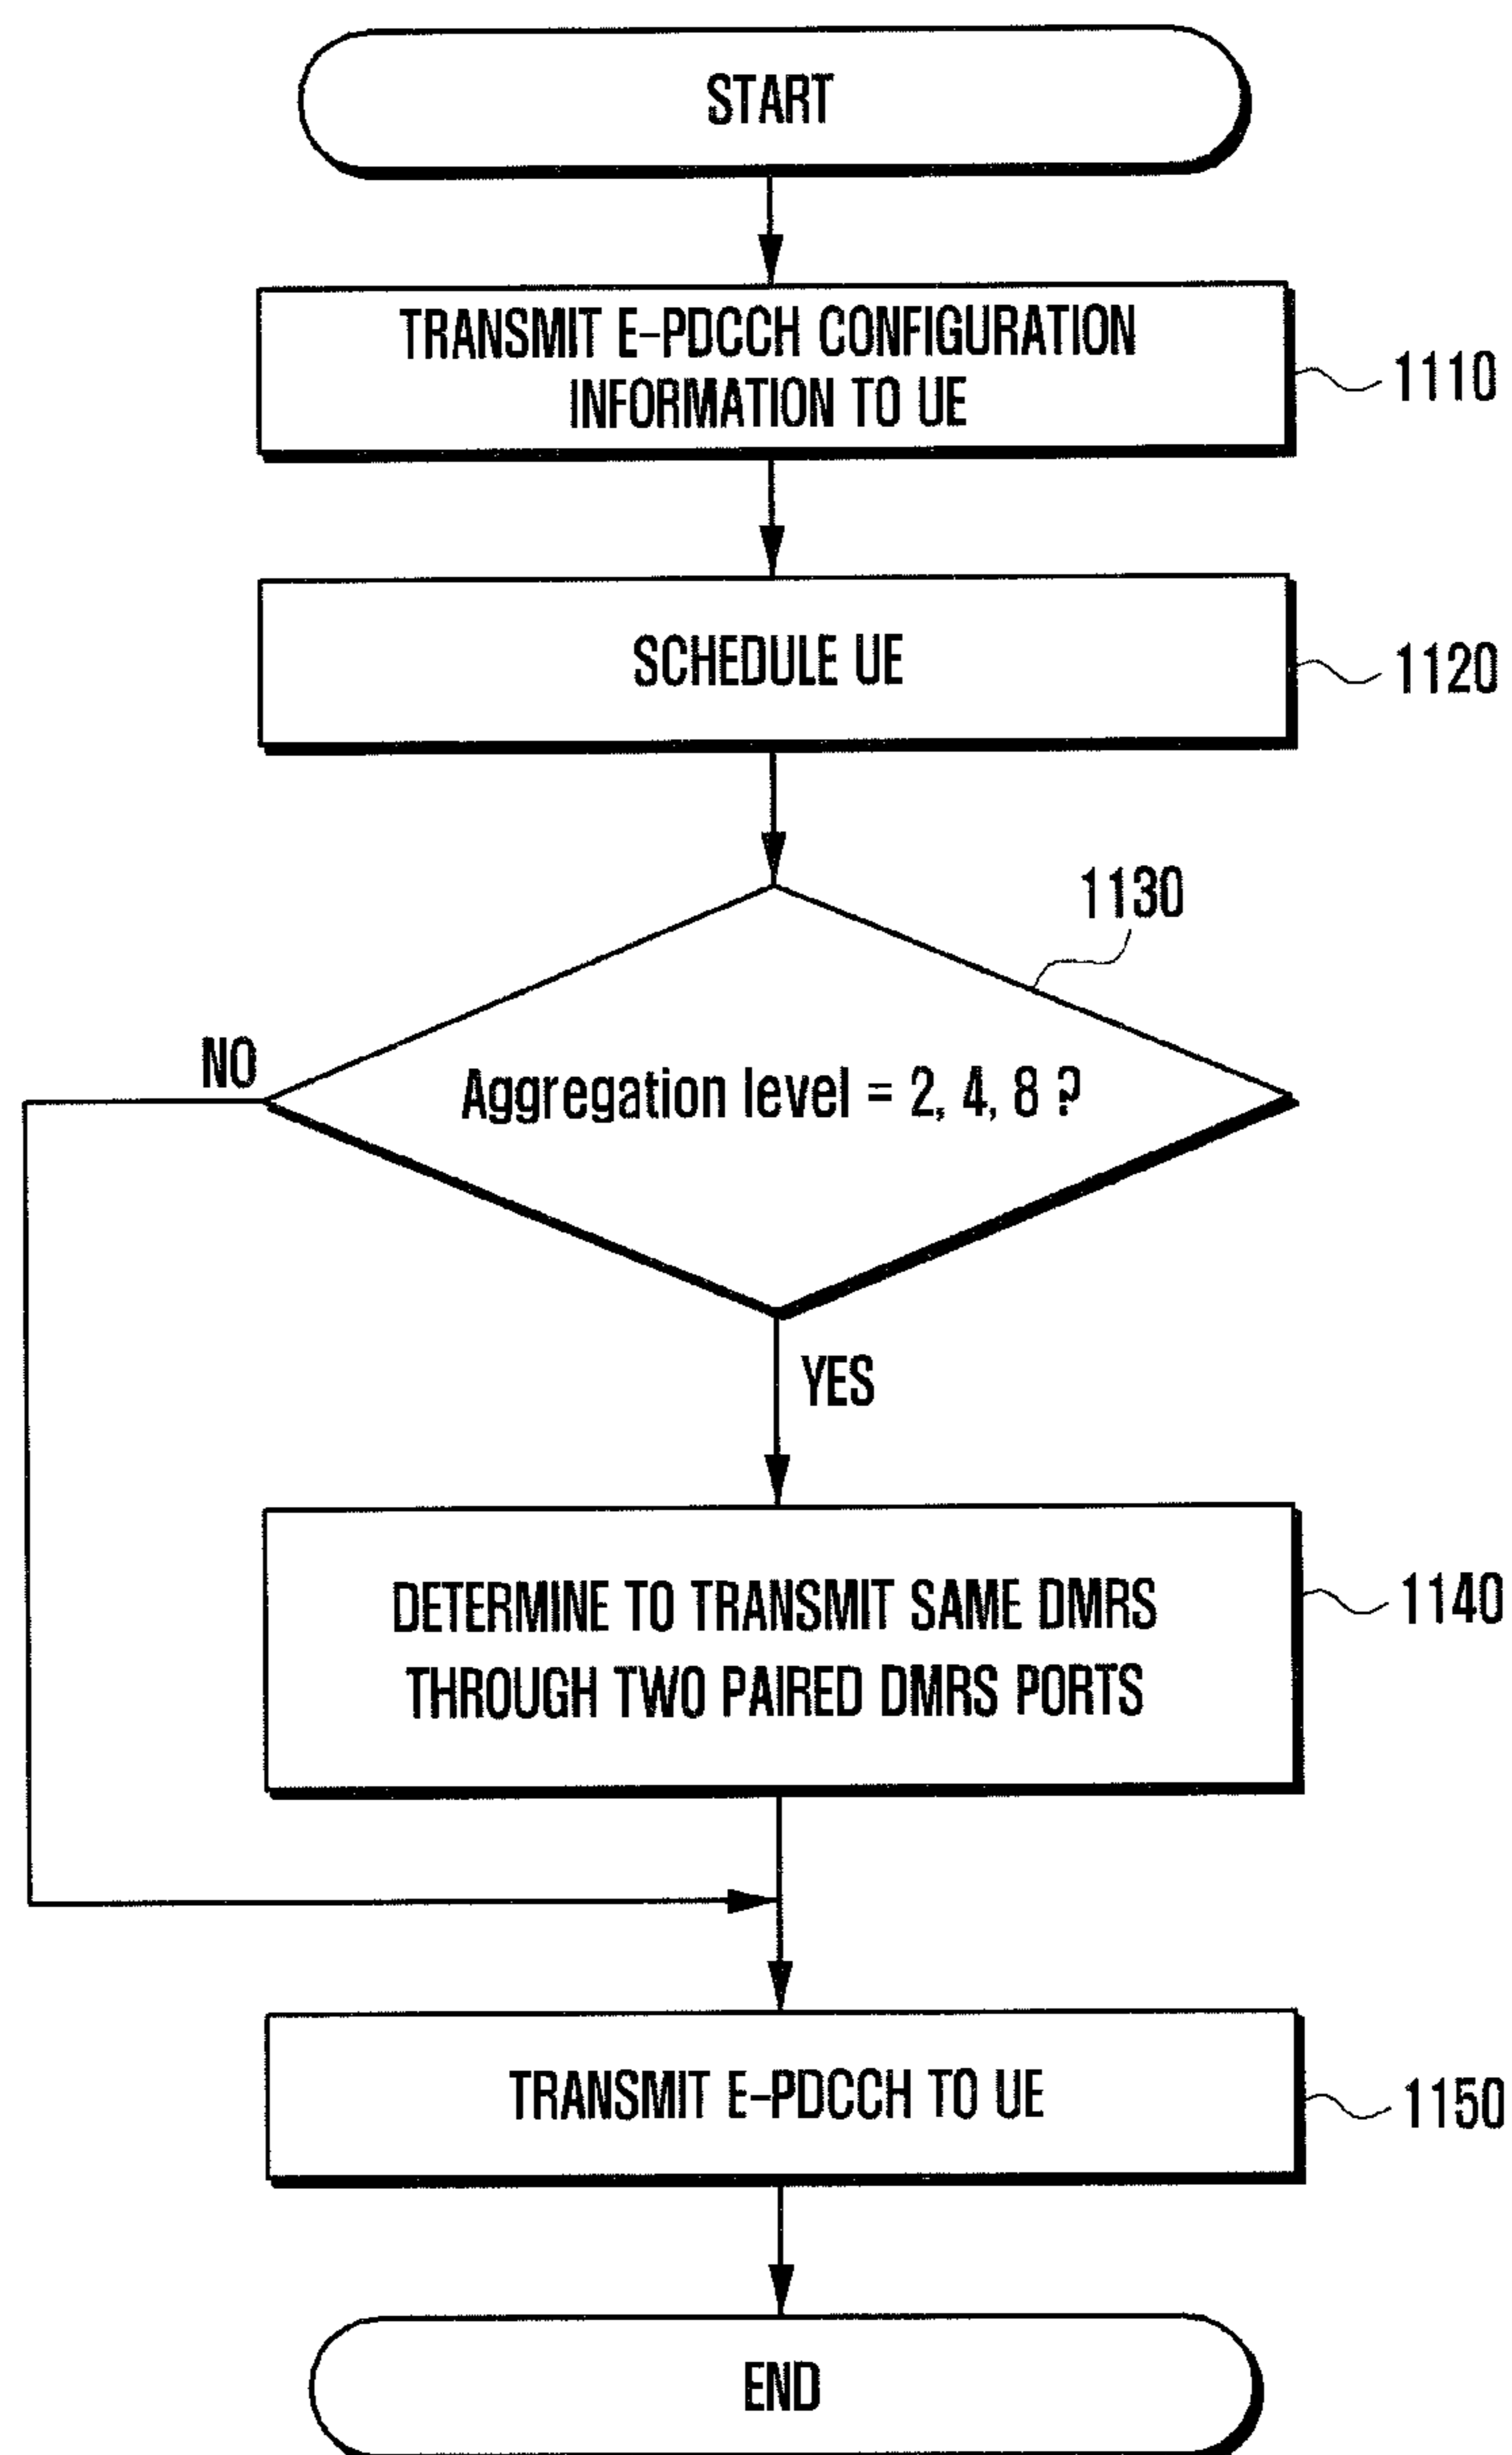 START
TRANSMIT E-PDCCH CONFIGURATION
INFORMATION TO UE
1110
SCHEDULE UE
1120
1130
NO
Aggregation level = 2, 4, 8 ?
YES
DETERMINE TO TRANSMIT SAME DMRS
THROUGH TWO PAIRED DMRS PORTS
1140
TRANSMIT E-PDCCH TO UE
1150
END